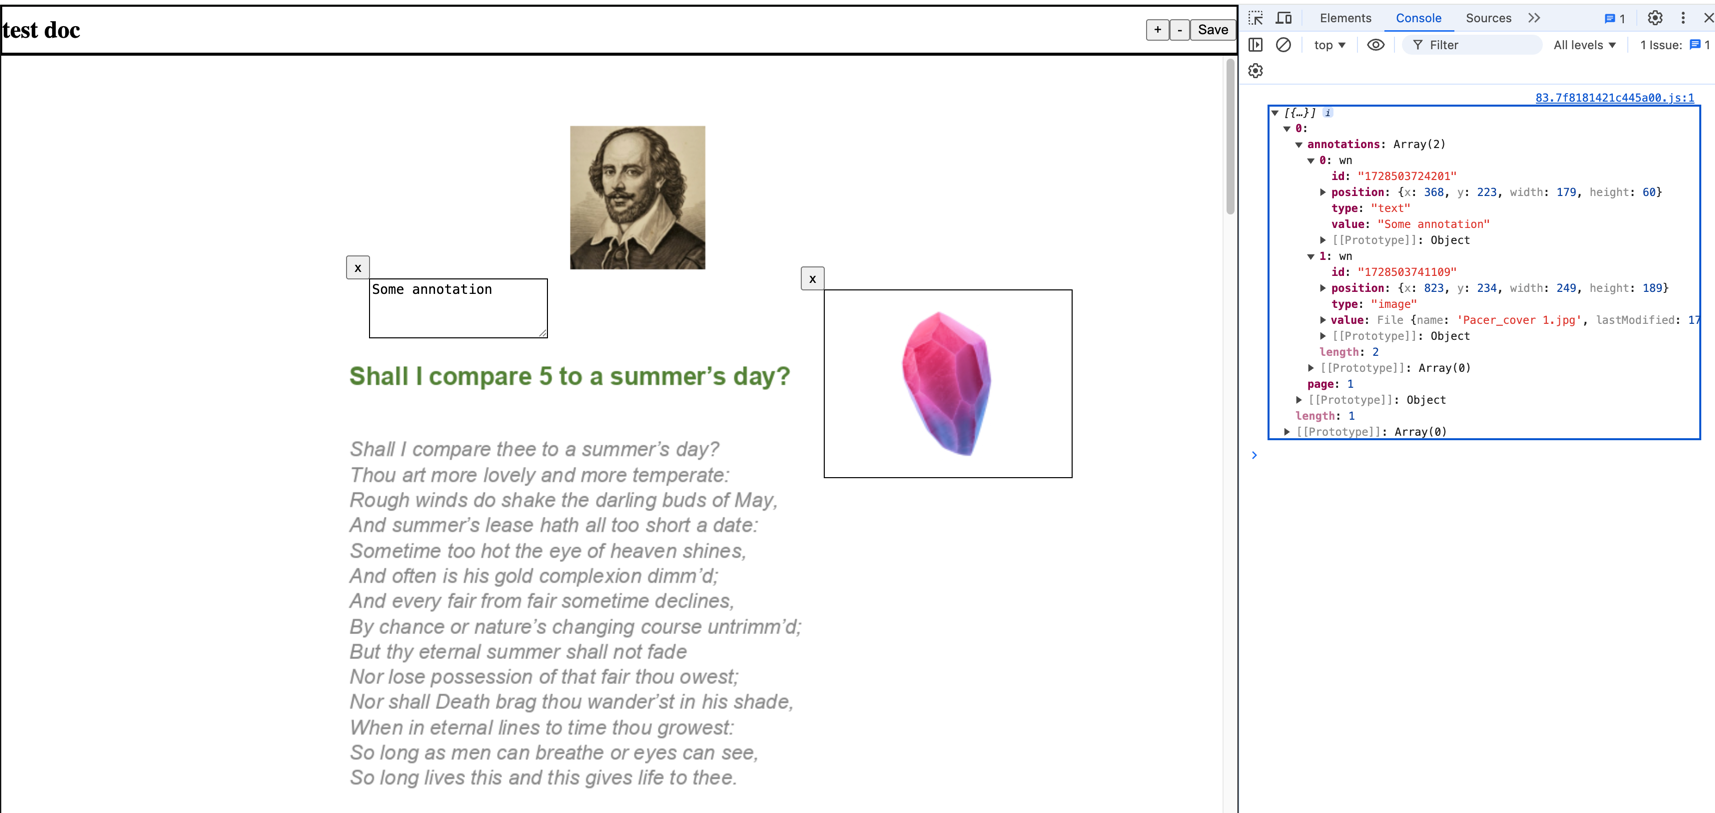 test doc
+ - Save
x
Some annotation
x
Shall I compare 5 to a summer’s day?
Shall I compare thee to a summer’s day?
Thou art more lovely and more temperate:
Rough winds do shake the darling buds of May,
And summer’s lease hath all too short a date:
Sometime too hot the eye of heaven shines,
And often is his gold complexion dimm’d;
And every fair from fair sometime declines,
By chance or nature’s changing course untrimm’d;
But thy eternal summer shall not fade
Nor lose possession of that fair thou owest;
Nor shall Death brag thou wander’st in his shade,
When in eternal lines to time thou growest:
So long as men can breathe or eyes can see,
So long lives this and this gives life to thee.
Elements Console Sources 1
top Filter All levels 1 Issue: 1
83.7f8181421c445a00.js:1
[{…}] i
0:
annotations: Array(2)
0: wn
id: "1728503724201"
position: {x: 368, y: 223, width: 179, height: 60}
type: "text"
value: "Some annotation"
[[Prototype]]: Object
1: wn
id: "1728503741109"
position: {x: 823, y: 234, width: 249, height: 189}
type: "image"
value: File {name: 'Pacer_cover 1.jpg', lastModified: 17
[[Prototype]]: Object
length: 2
[[Prototype]]: Array(0)
page: 1
[[Prototype]]: Object
length: 1
[[Prototype]]: Array(0)